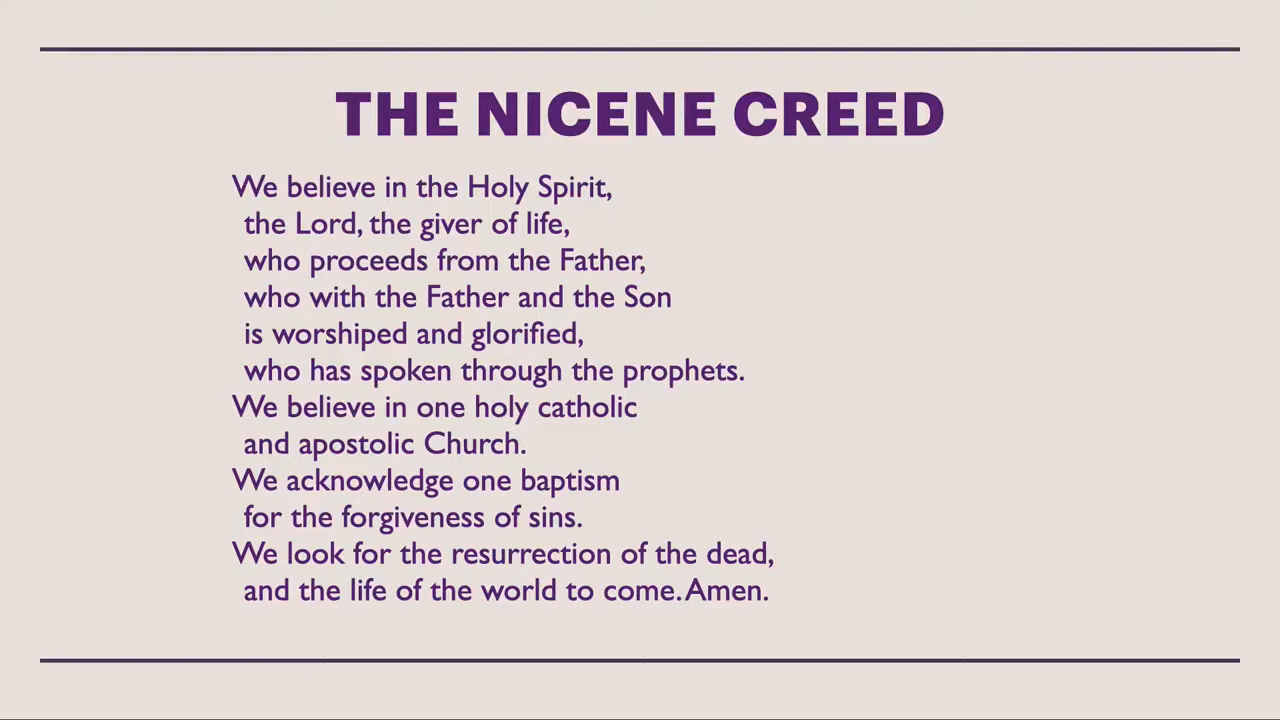 THE NICENE CREED
We believe in the Holy Spirit,
the Lord, the giver of life,
who proceeds from the Father,
who with the Father and the Son
is worshiped and glorified,
who has spoken through the prophets.
We believe in one holy catholic
and apostolic Church.
We acknowledge one baptism
for the forgiveness of sins.
We look for the resurrection of the dead,
and the life of the world to come. Amen.